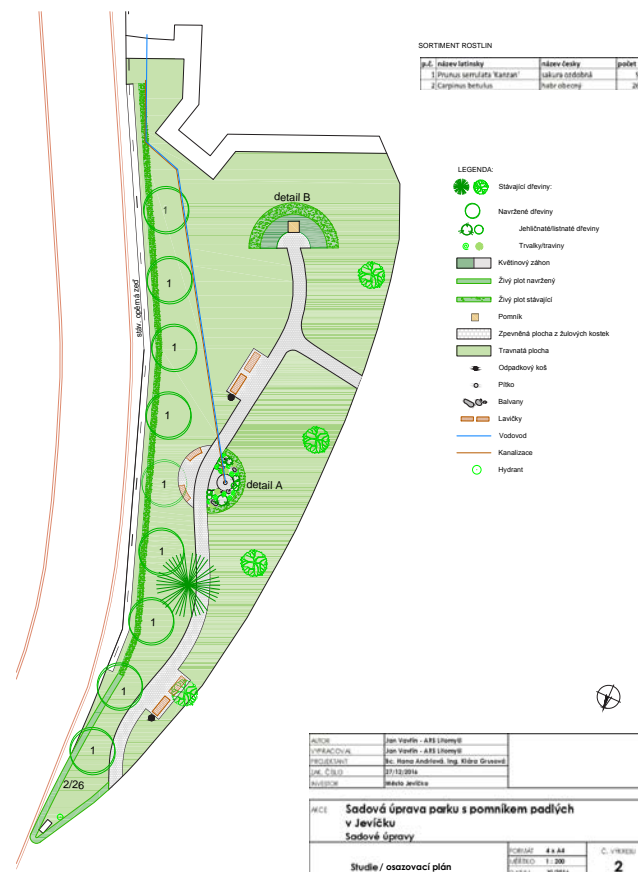 SORTIMENT ROSTLIN
p.č. název latinsky název česky počet
1 Prunus serrulata 'Kanzan' sakura ozdobná
2 Carpinus betulus habr obecný 26
LEGENDA:
Stávající dřeviny:
Navržené dřeviny
Jehličnaté/listnaté dřeviny
Trvalky/traviny
Květinový záhon
Živý plot navržený
Živý plot stávající
Pomník
Zpevněná plocha z žulových kostek
Travnatá plocha
Odpadkový koš
Pítko
Balvany
Lavičky
Vodovod
Kanalizace
Hydrant
detail B
stáv. opěrná zeď
1
1
1
1
1
detail A
1
1
1
1
2/26
AUTOR Jan Vavřín - ARS Litomyšl
VYPRACOVAL Jan Vavřín - ARS Litomyšl
PROJEKTANT Bc. Hana Andrlová, Ing. Klára Grusová
ZAK. ČÍSLO 27/12/2016
INVESTOR Město Jevíčko
AKCE Sadová úprava parku s pomníkem padlých
v Jevíčku
Sadové úpravy
Studie/ osazovací plán
FORMÁT 4 x A4
MĚŘÍTKO 1 : 200
Č. VÝKRESU
2